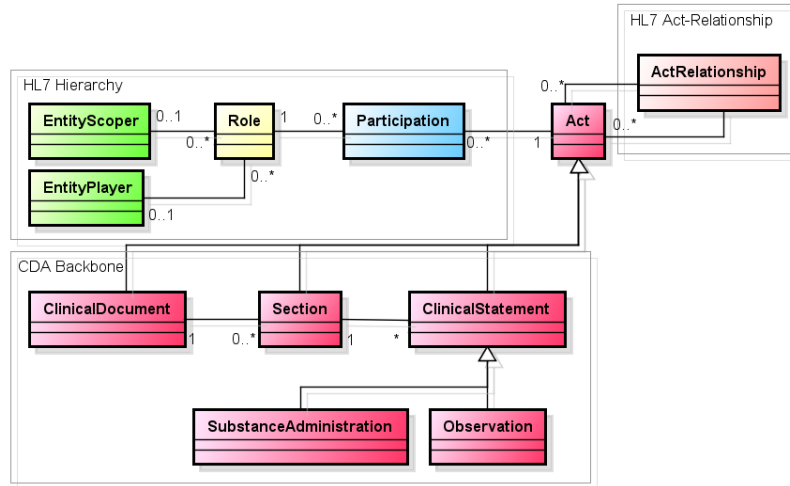 HL7 Act-Relationship
HL7 Hierarchy
ActRelationship
0..*
EntityScoper
0..1
Role
1
0..*
Participation
Act
0..*
0..*
0..*
1
0..*
EntityPlayer
0..1
CDA Backbone
ClinicalDocument
Section
ClinicalStatement
1
0..*
1
*
SubstanceAdministration
Observation